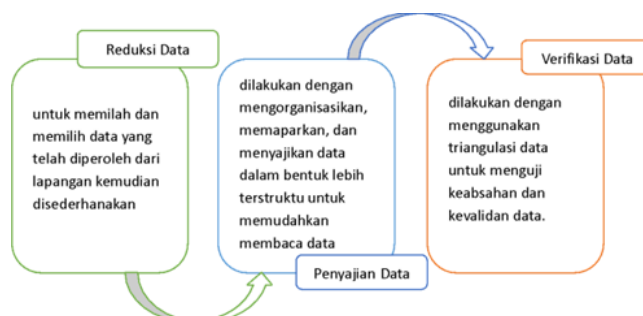 Reduksi Data
untuk memilah dan
memilih data yang
telah diperoleh dari
lapangan kemudian
disederhanakan
dilakukan dengan
mengorganisasikan,
memaparkan, dan
menyajikan data
dalam bentuk lebih
terstruktu untuk
memudahkan
membaca data
Penyajian Data
Verifikasi Data
dilakukan dengan
menggunakan
triangulasi data
untuk menguji
keabsahan dan
kevalidan data.